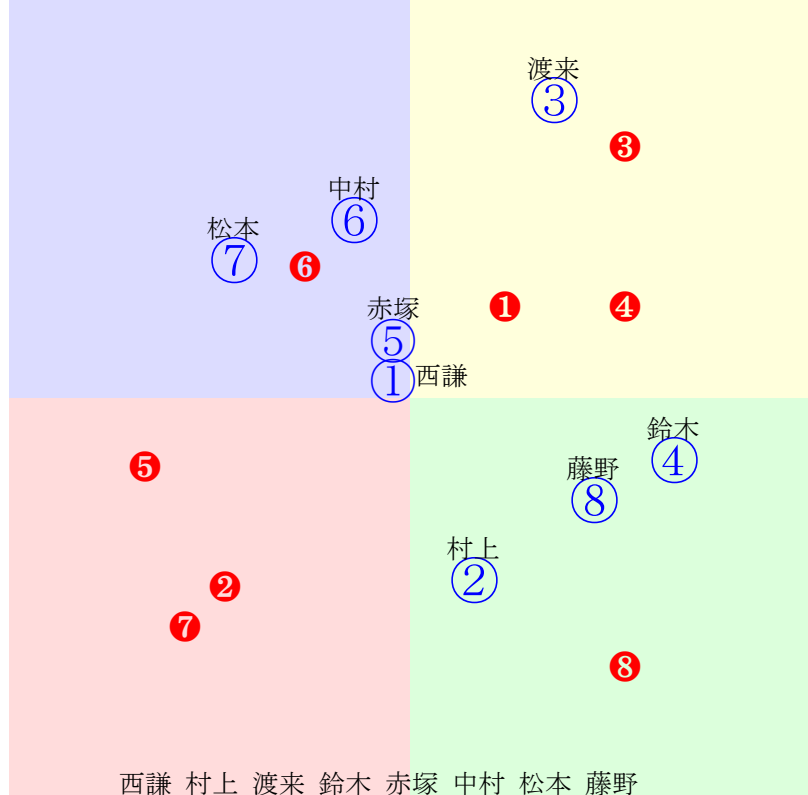 渡来
③
❸
中村
⑥
松本
⑦
❻
赤塚
❶
❹
⑤
①西謙
鈴木
④
藤野
❺
⑧
村上
②
❷
❼
❽
西謙 村上 渡来 鈴木 赤塚 中村 松本 藤野